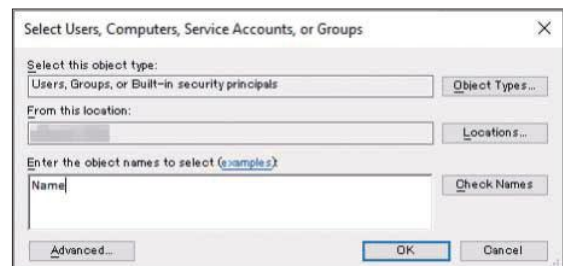 Select Users, Computers, Service Accounts, or Groups
Select this object type:
Users, Groups, or Built-in security principals
Object Types...
From this location:
Locations...
Enter the object names to select (examples):
Name
Check Names
Advanced...
OK
Cancel